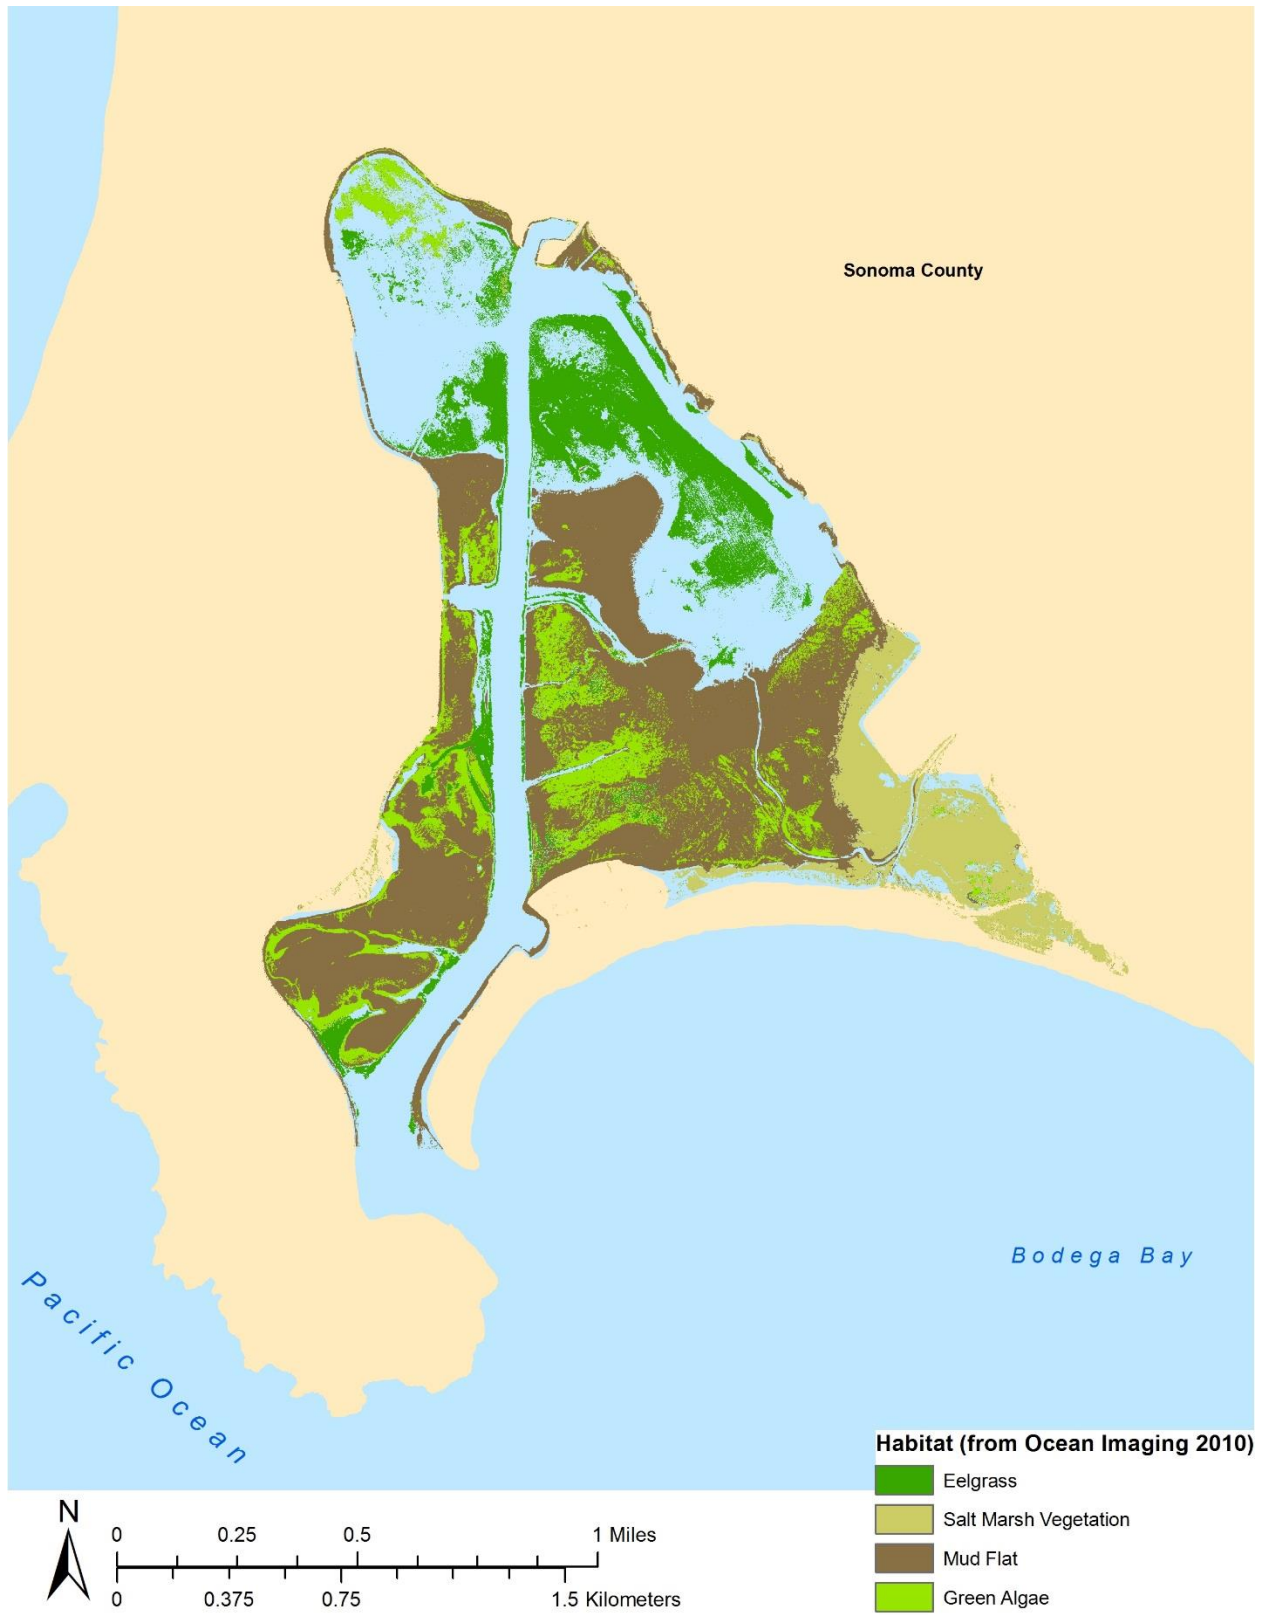 Sonoma County
Bodega Bay
Pacific Ocean
Habitat (from Ocean Imaging 2010)
Eelgrass
Salt Marsh Vegetation
Mud Flat
Green Algae
N
0 0.25 0.5 1 Miles
0 0.375 0.75 1.5 Kilometers